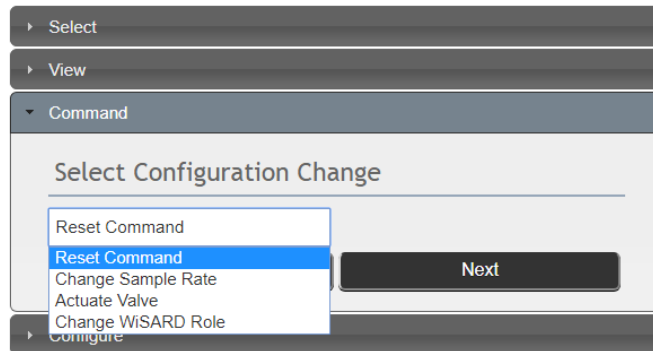 Select
View
Command
Select Configuration Change
Reset Command
Reset Command
Change Sample Rate
Actuate Valve
Change WiSARD Role
Next
Configure